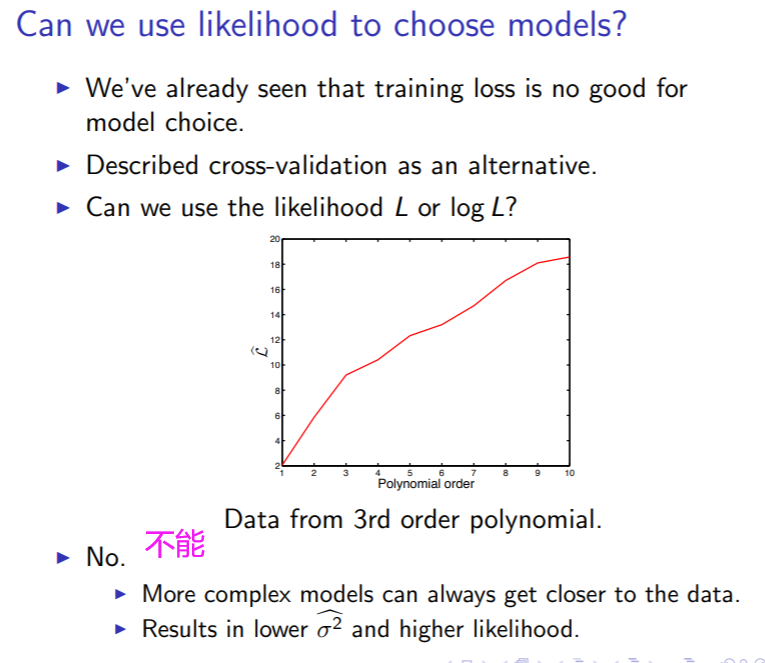 Can we use likelihood to choose models?
▶ We've already seen that training loss is no good for
model choice.
▶ Described cross-validation as an alternative.
▶ Can we use the likelihood L or log L?
20
18
16
14
12
10
8
6
4
2
ℒ̂
1 2 3 4 5 6 7 8 9 10
Polynomial order
Data from 3rd order polynomial.
▶ No. 不能
▶ More complex models can always get closer to the data.
▶ Results in lower σ̂² and higher likelihood.